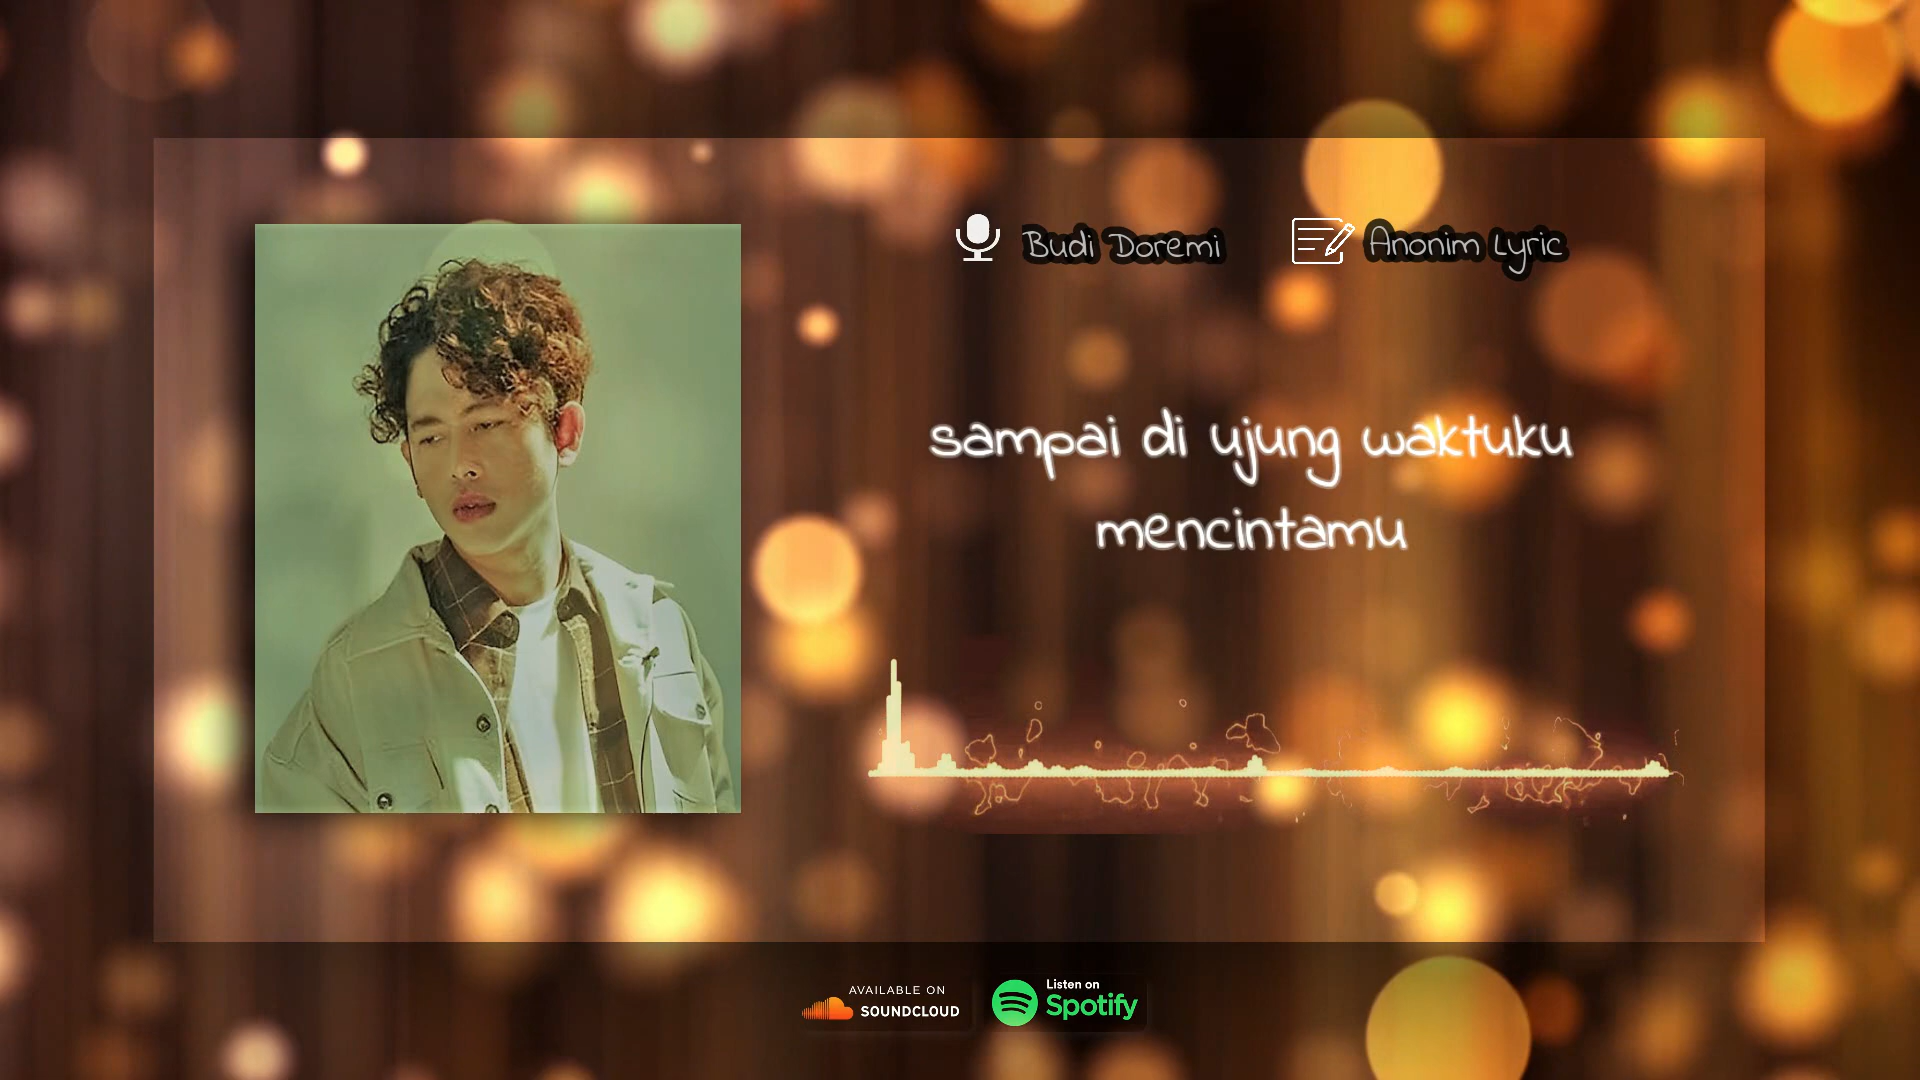 Budi Doremi
Anonim Lyric
sampai di ujung waktuku
mencintamu
AVAILABLE ON
SOUNDCLOUD
Listen on
Spotify